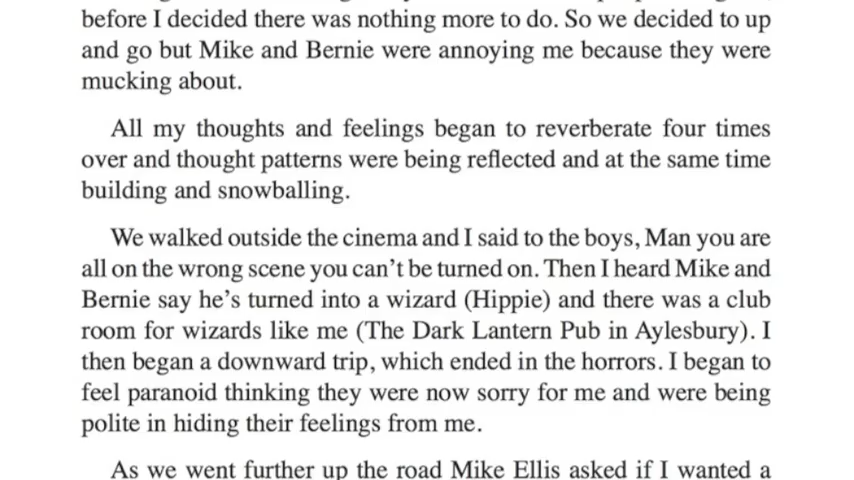 before I decided there was nothing more to do. So we decided to up
and go but Mike and Bernie were annoying me because they were
mucking about.
All my thoughts and feelings began to reverberate four times
over and thought patterns were being reflected and at the same time
building and snowballing.
We walked outside the cinema and I said to the boys, Man you are
all on the wrong scene you can’t be turned on. Then I heard Mike and
Bernie say he’s turned into a wizard (Hippie) and there was a club
room for wizards like me (The Dark Lantern Pub in Aylesbury). I
then began a downward trip, which ended in the horrors. I began to
feel paranoid thinking they were now sorry for me and were being
polite in hiding their feelings from me.
As we went further up the road Mike Ellis asked if I wanted a